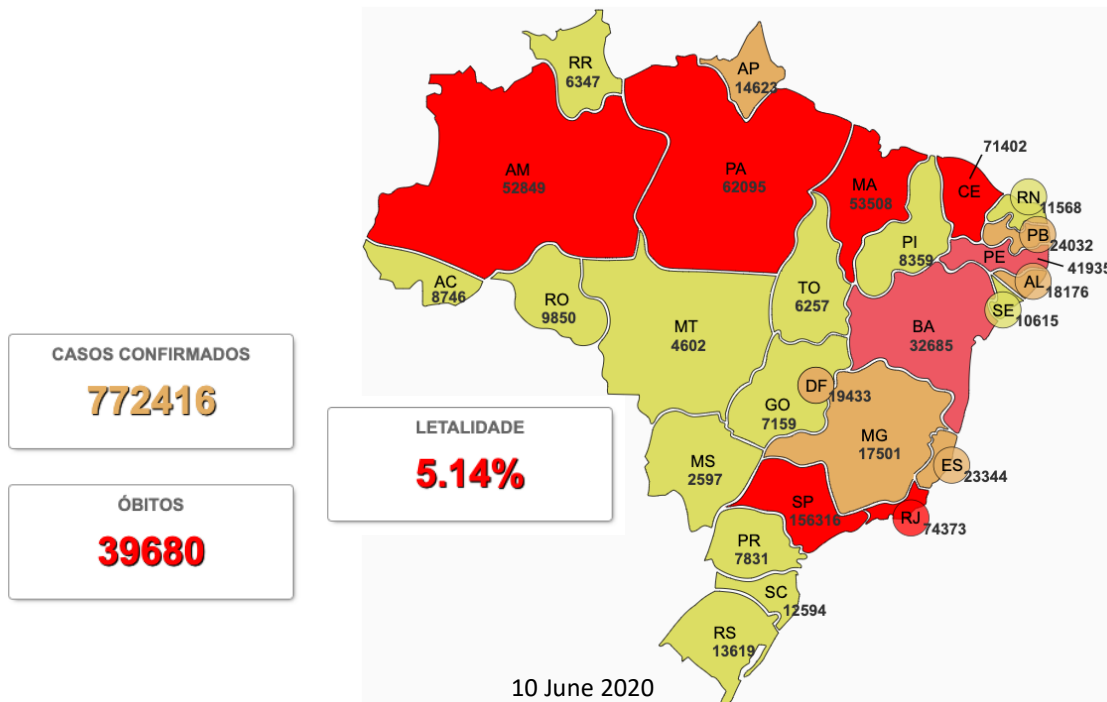 RR
6347
AP
14623
AM
52849
PA
62095
MA
53508
71402
CE
RN
11568
PB
24032
PI
8359
PE
41935
AL
18176
SE
10615
AC
8746
RO
9850
TO
6257
MT
4602
BA
32685
DF
19433
GO
7159
MG
17501
ES
23344
MS
2597
SP
156316
RJ
74373
PR
7831
SC
12594
RS
13619
CASOS CONFIRMADOS
772416
LETALIDADE
5.14%
ÓBITOS
39680
10 June 2020